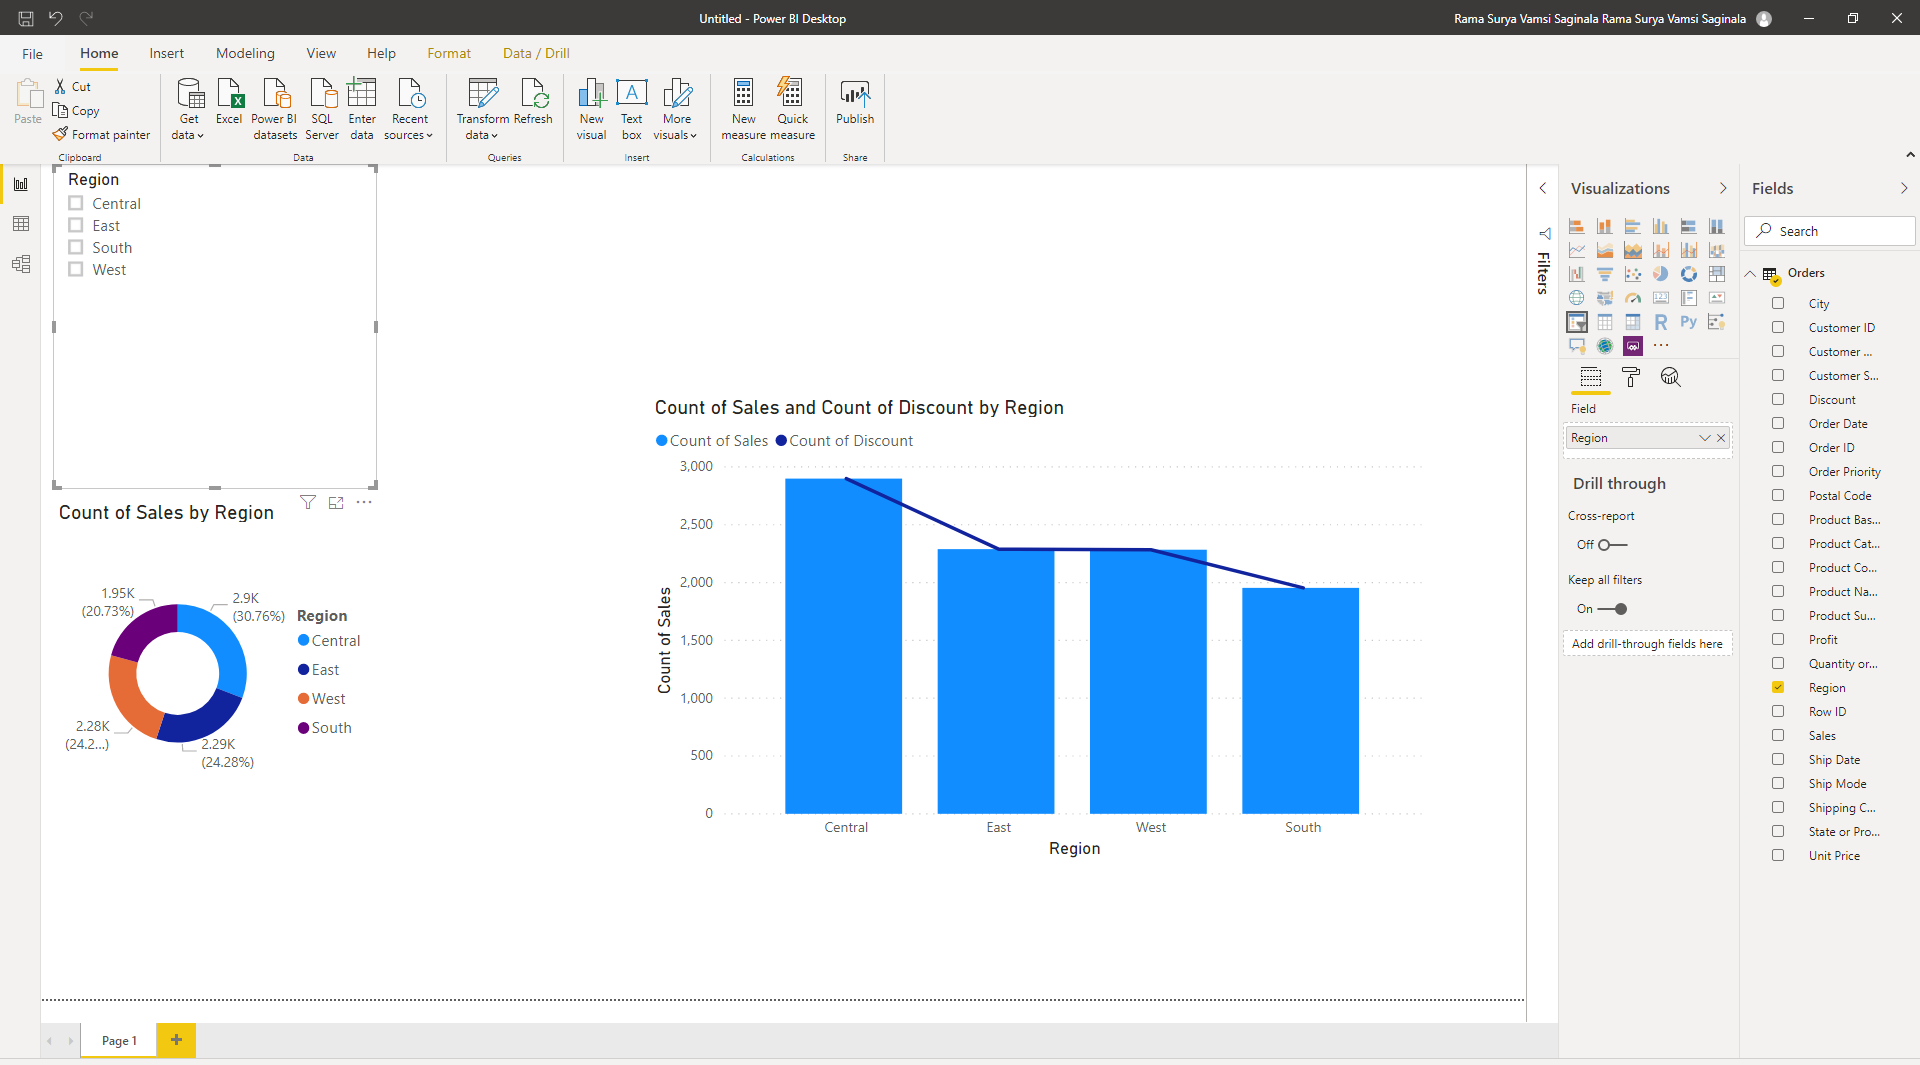 Untitled - Power BI Desktop
Rama Surya Vamsi Saginala Rama Surya Vamsi Saginala
File Home Insert Modeling View Help Format Data / Drill
Paste
Cut
Copy
Format painter
Clipboard
Get data
Excel
Power BI datasets
SQL Server
Enter data
Recent sources
Data
Transform data
Refresh
Queries
New visual
Text box
More visuals
Insert
New measure
Quick measure
Calculations
Publish
Share
Region
Central
East
South
West
Count of Sales by Region
1.95K
(20.73%)
2.9K
(30.76%)
2.28K
(24.2...)
2.29K
(24.28%)
Region
Central
East
West
South
Count of Sales and Count of Discount by Region
Count of Sales Count of Discount
3,000
2,500
2,000
1,500
1,000
500
0
Count of Sales
Central East West South
Region
Filters
Visualizations
123
R
Py
Field
Region
Drill through
Cross-report
Off
Keep all filters
On
Add drill-through fields here
Fields
Search
Orders
City
Customer ID
Customer ...
Customer S...
Discount
Order Date
Order ID
Order Priority
Postal Code
Product Bas...
Product Cat...
Product Co...
Product Na...
Product Su...
Profit
Quantity or...
Region
Row ID
Sales
Ship Date
Ship Mode
Shipping C...
State or Pro...
Unit Price
Page 1